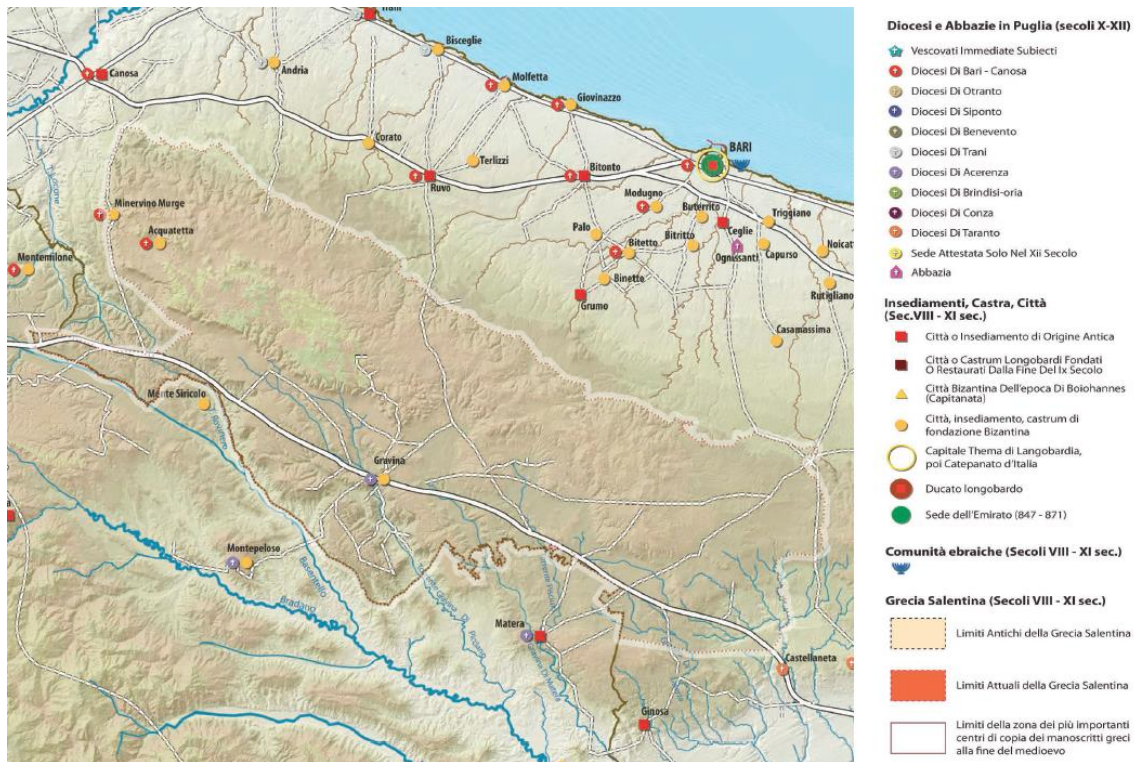 Trani
Bisceglie
Canosa
Andria
Molfetta
Giovinazzo
Corato
Terlizzi
BARI
Ruvo
Bitonto
Modugno
Buterrito
Triggiano
Minervino Murge
Palo
Ceglie
Acquatetta
Bitetto
Bitritto
Ognissanti
Capurso
Noicat
Montemilone
Binetto
Grumo
Rutigliano
Casamassima
Monte Siricolo
Gravina
Montepeloso
Basentello
Bradano
Matera
Castellaneta
Ginosa
Diocesi e Abbazie in Puglia (secoli X-XII)
Vescovati Immediate Subiecti
Diocesi Di Bari - Canosa
Diocesi Di Otranto
Diocesi Di Siponto
Diocesi Di Benevento
Diocesi Di Trani
Diocesi Di Acerenza
Diocesi Di Brindisi-oria
Diocesi Di Conza
Diocesi Di Taranto
Sede Attestata Solo Nel Xii Secolo
Abbazia
Insediamenti, Castra, Città
(Sec.VIII - XI sec.)
Città o Insediamento di Origine Antica
Città o Castrum Longobardi Fondati
O Restaurati Dalla Fine Del Ix Secolo
Città Bizantina Dell'epoca Di Boiohannes
(Capitanata)
Città, insediamento, castrum di
fondazione Bizantina
Capitale Thema di Langobardia,
poi Catepanato d'Italia
Ducato longobardo
Sede dell'Emirato (847 - 871)
Comunità ebraiche (Secoli VIII - XI sec.)
Grecia Salentina (Secoli VIII - XI sec.)
Limiti Antichi della Grecia Salentina
Limiti Attuali della Grecia Salentina
Limiti della zona dei più importanti
centri di copia dei manoscritti greci
alla fine del medioevo